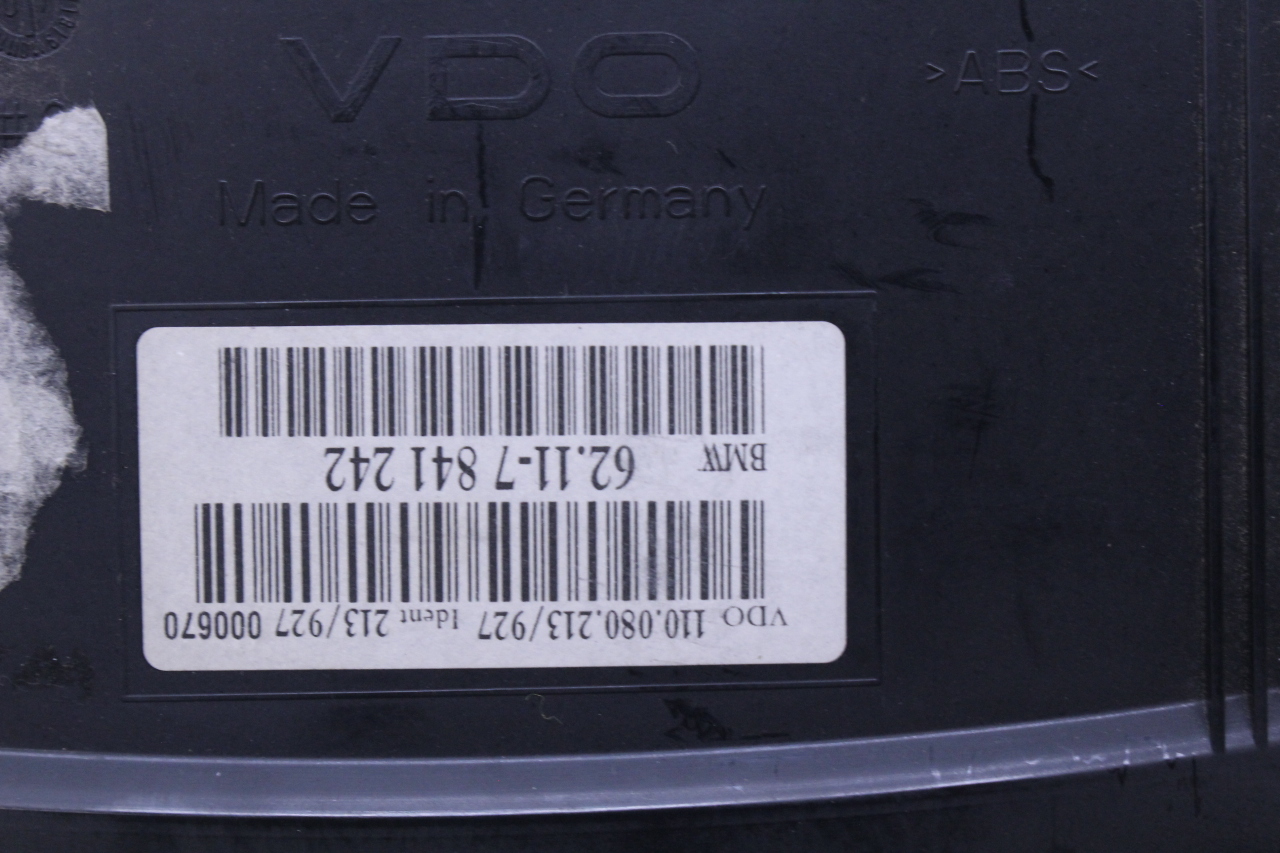 VDO
>ABS<
Made in Germany
VDO 110.080.213/927 Ident 213/927 000670
BMW 62.11-7 841 242